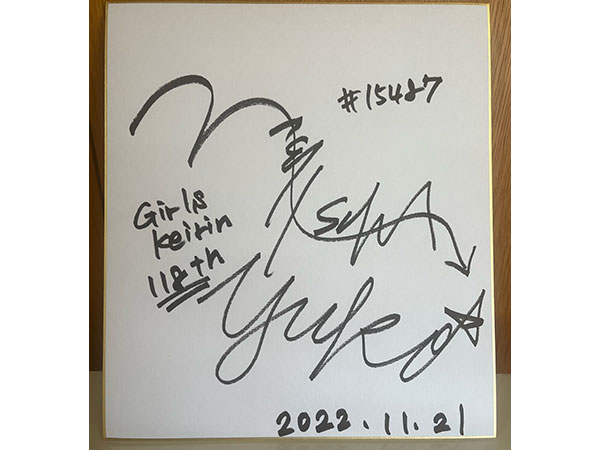 #15487
Girls
Keirin
118th
Yuko
2022.11.21